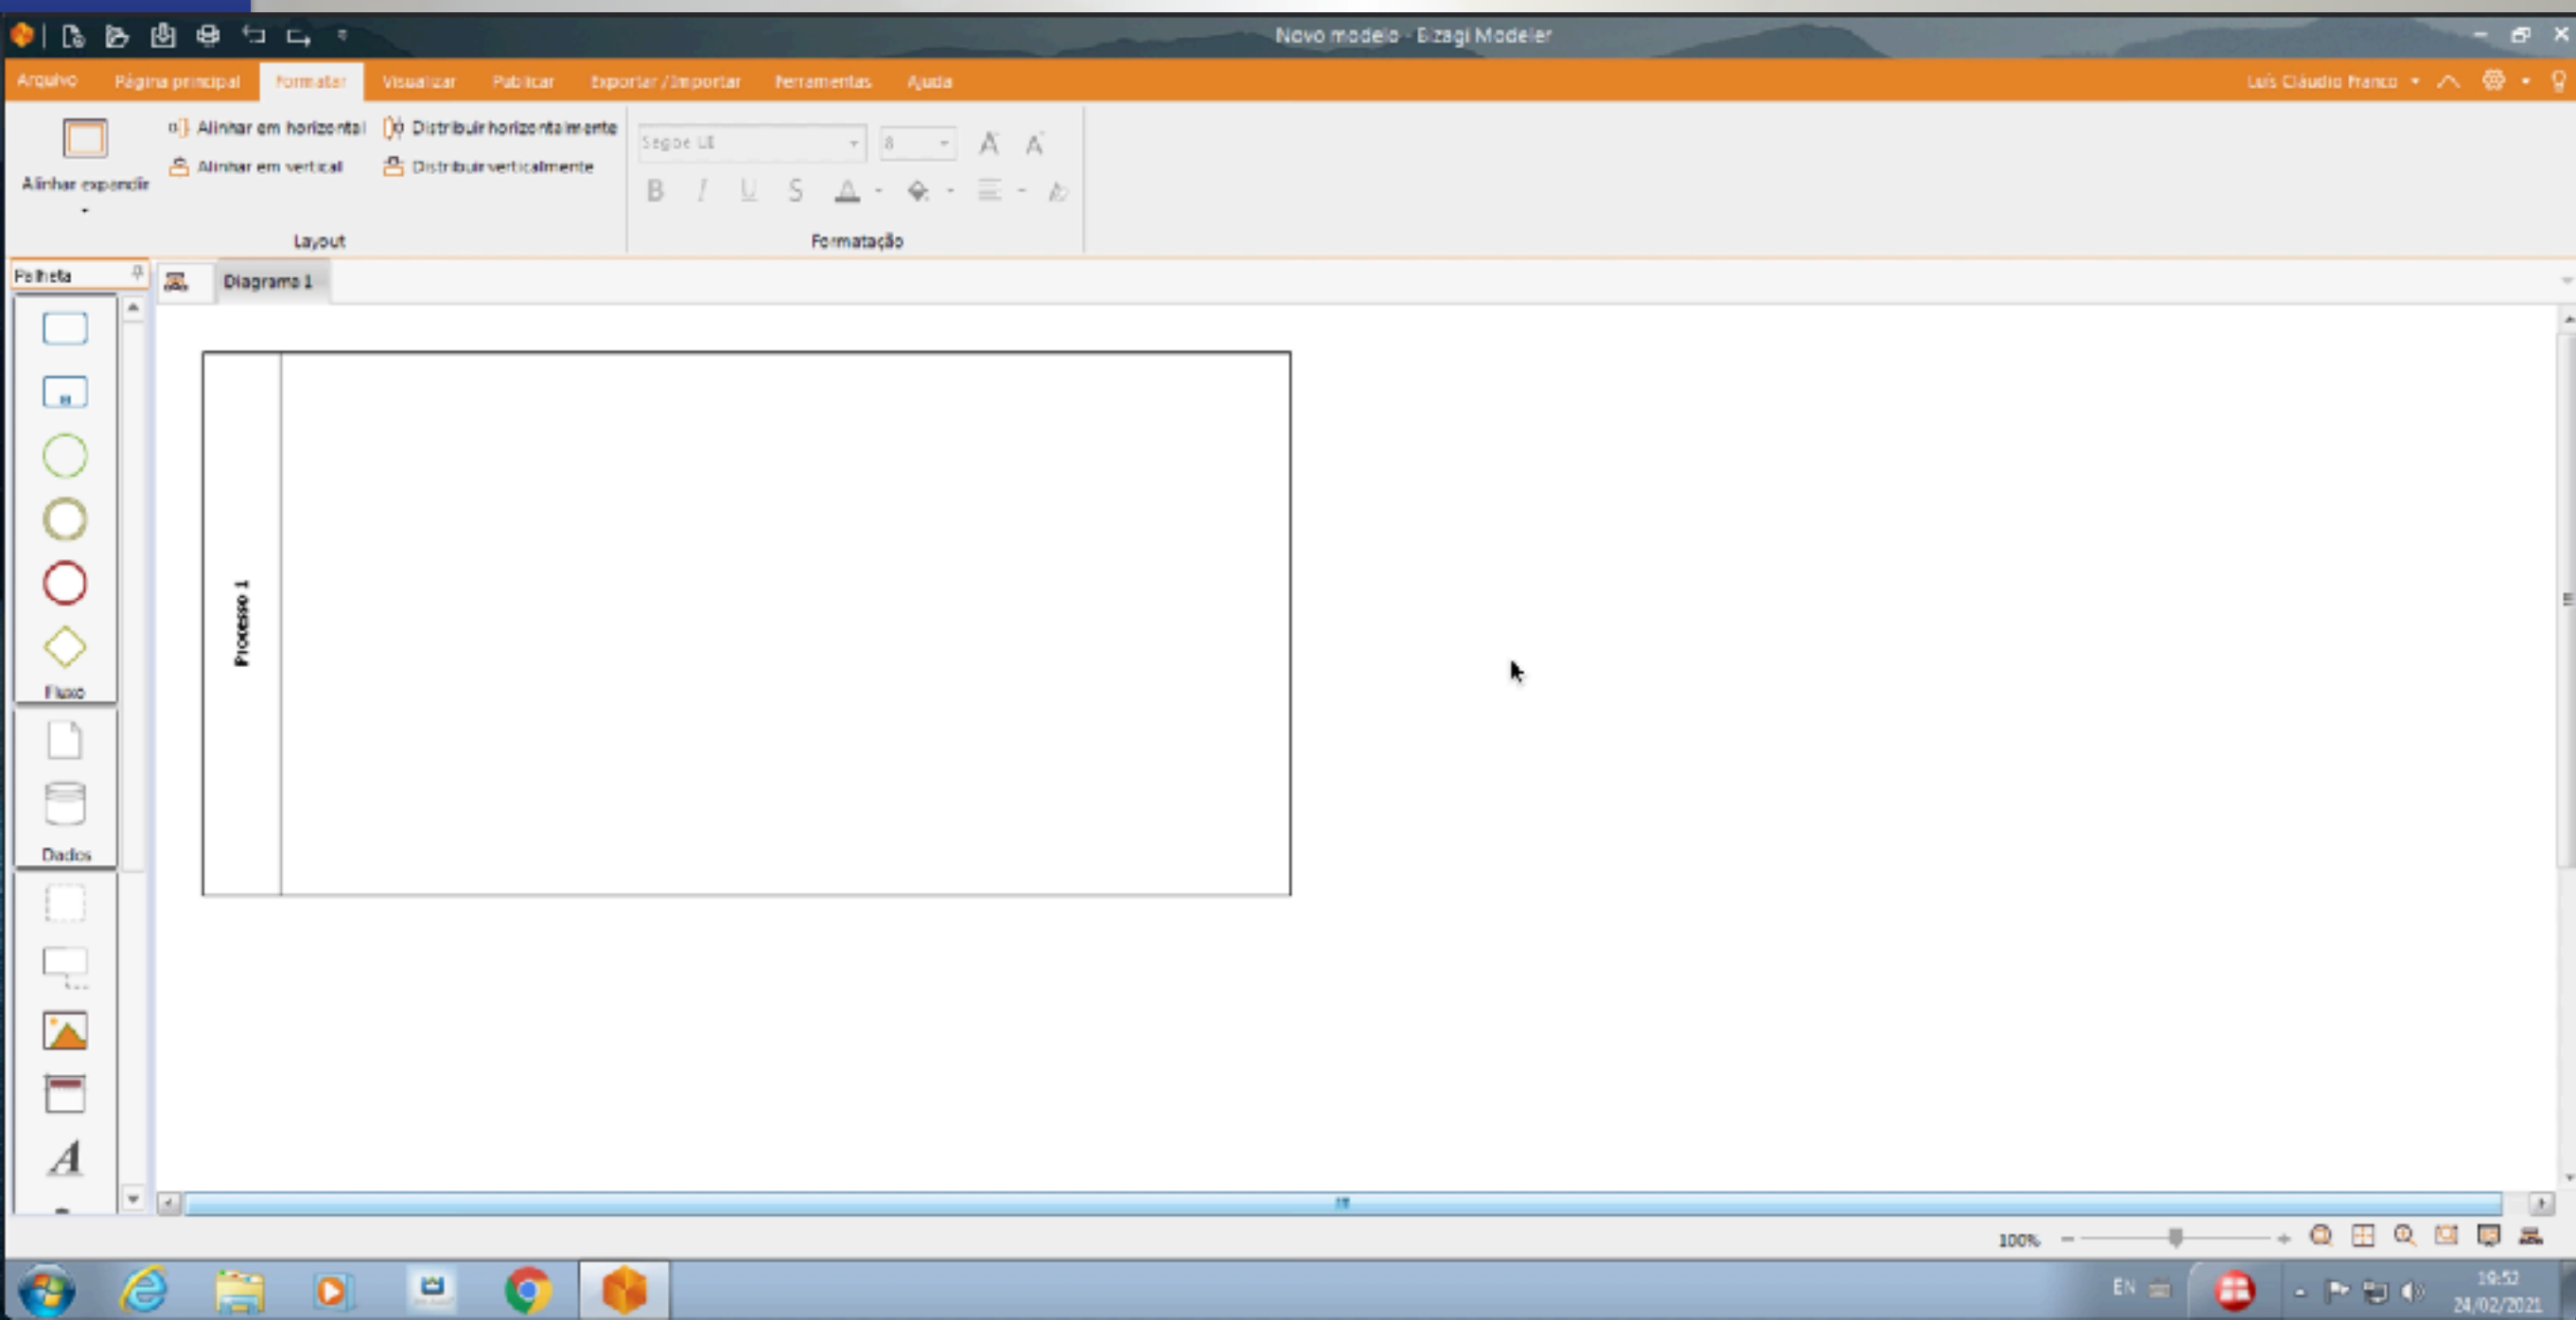 Novo modelo - Bizagi Modeler
Arquivo Página principal Formatar Visualizar Publicar Exportar / Importar Ferramentas Ajuda Luís Cláudio Franco
Alinhar em horizontal Distribuir horizontalmente Segoe UI 8 A A
Alinhar expandir Alinhar em vertical Distribuir verticalmente B I U S A
Layout Formatação
Palheta Diagrama 1
Processo 1
Fluxo
Dados
A
100%
EN 19:52
24/02/2021